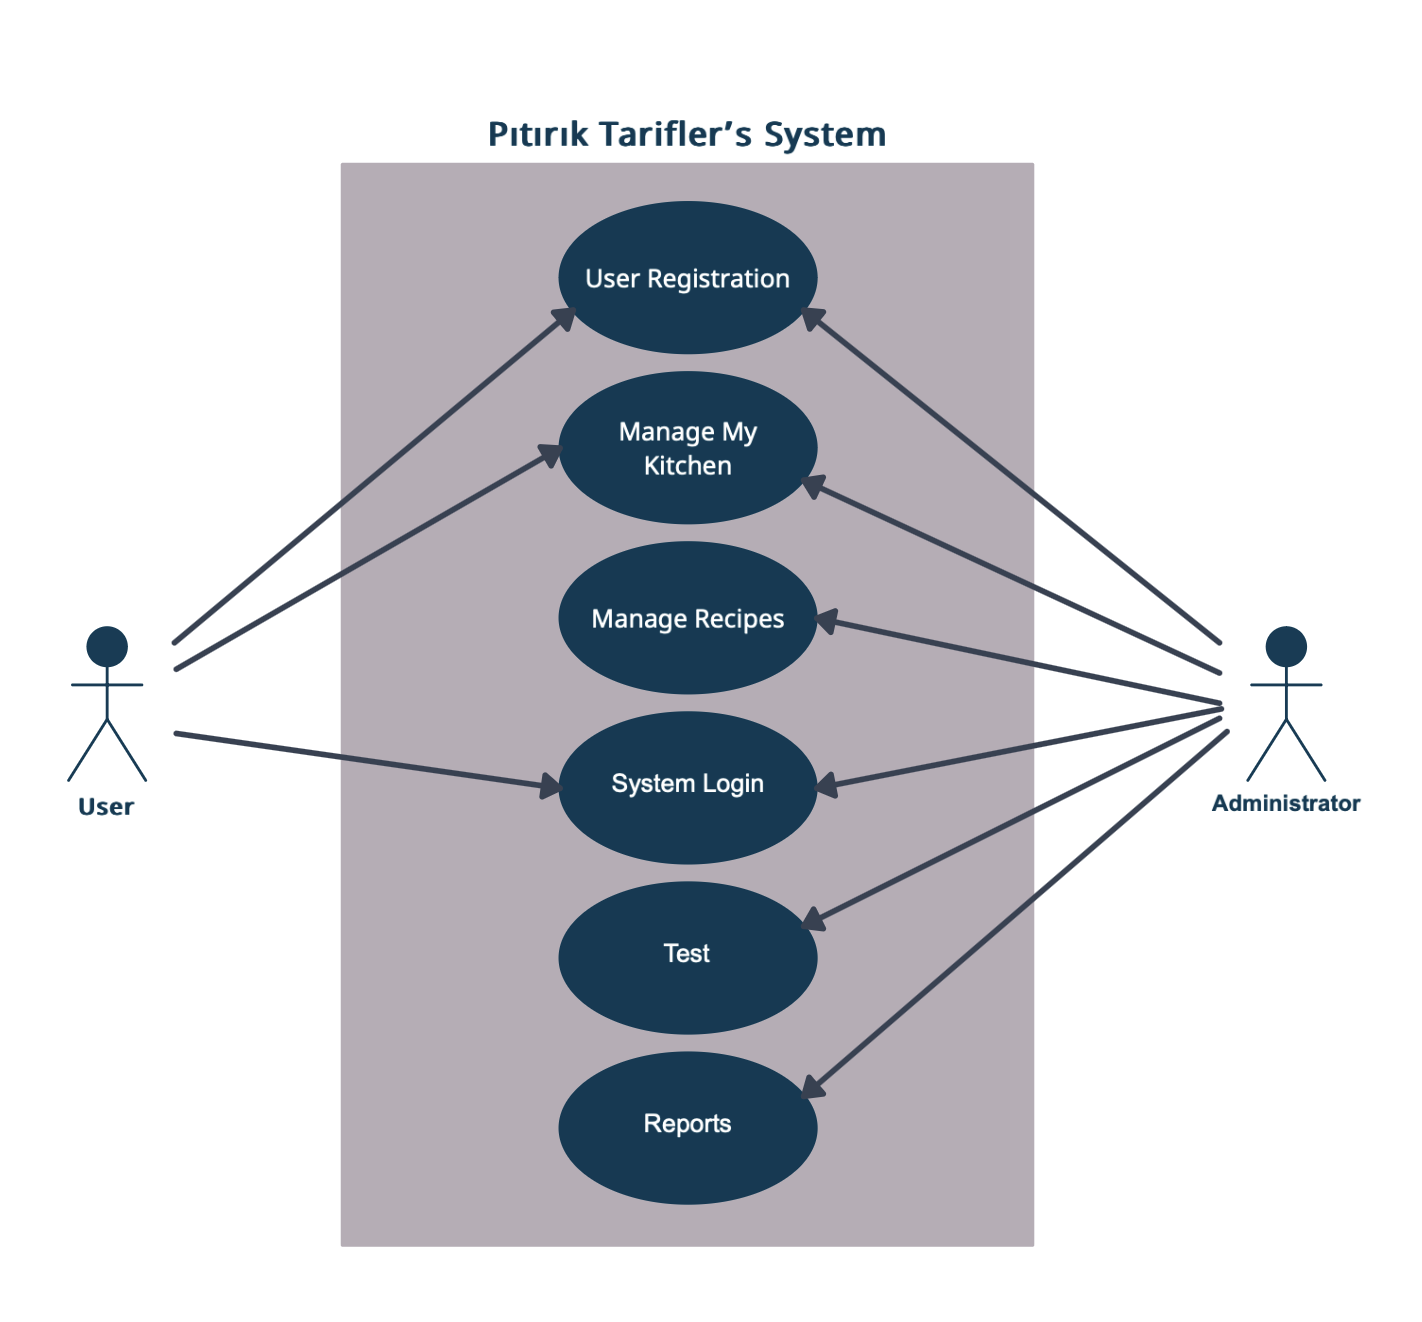 Pıtırık Tarifler’s System
User Registration
Manage My
Kitchen
Manage Recipes
System Login
User
Administrator
Test
Reports